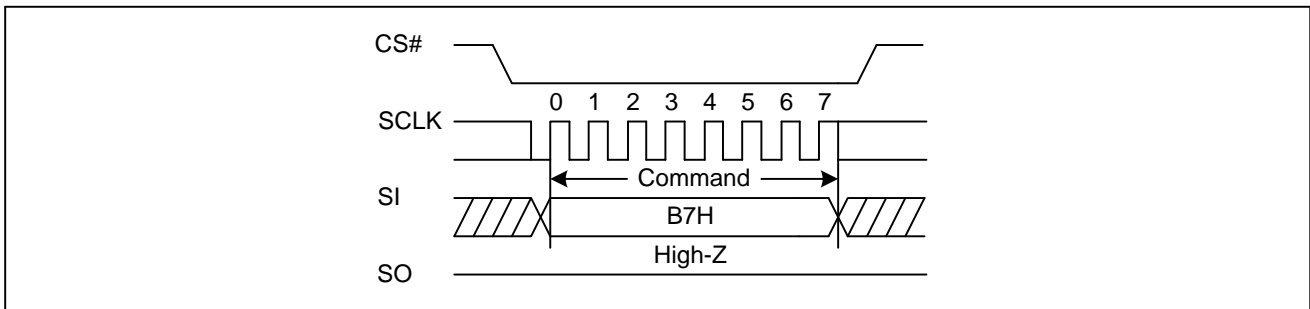 CS#
0 1 2 3 4 5 6 7
SCLK
Command
SI
B7H
High-Z
SO